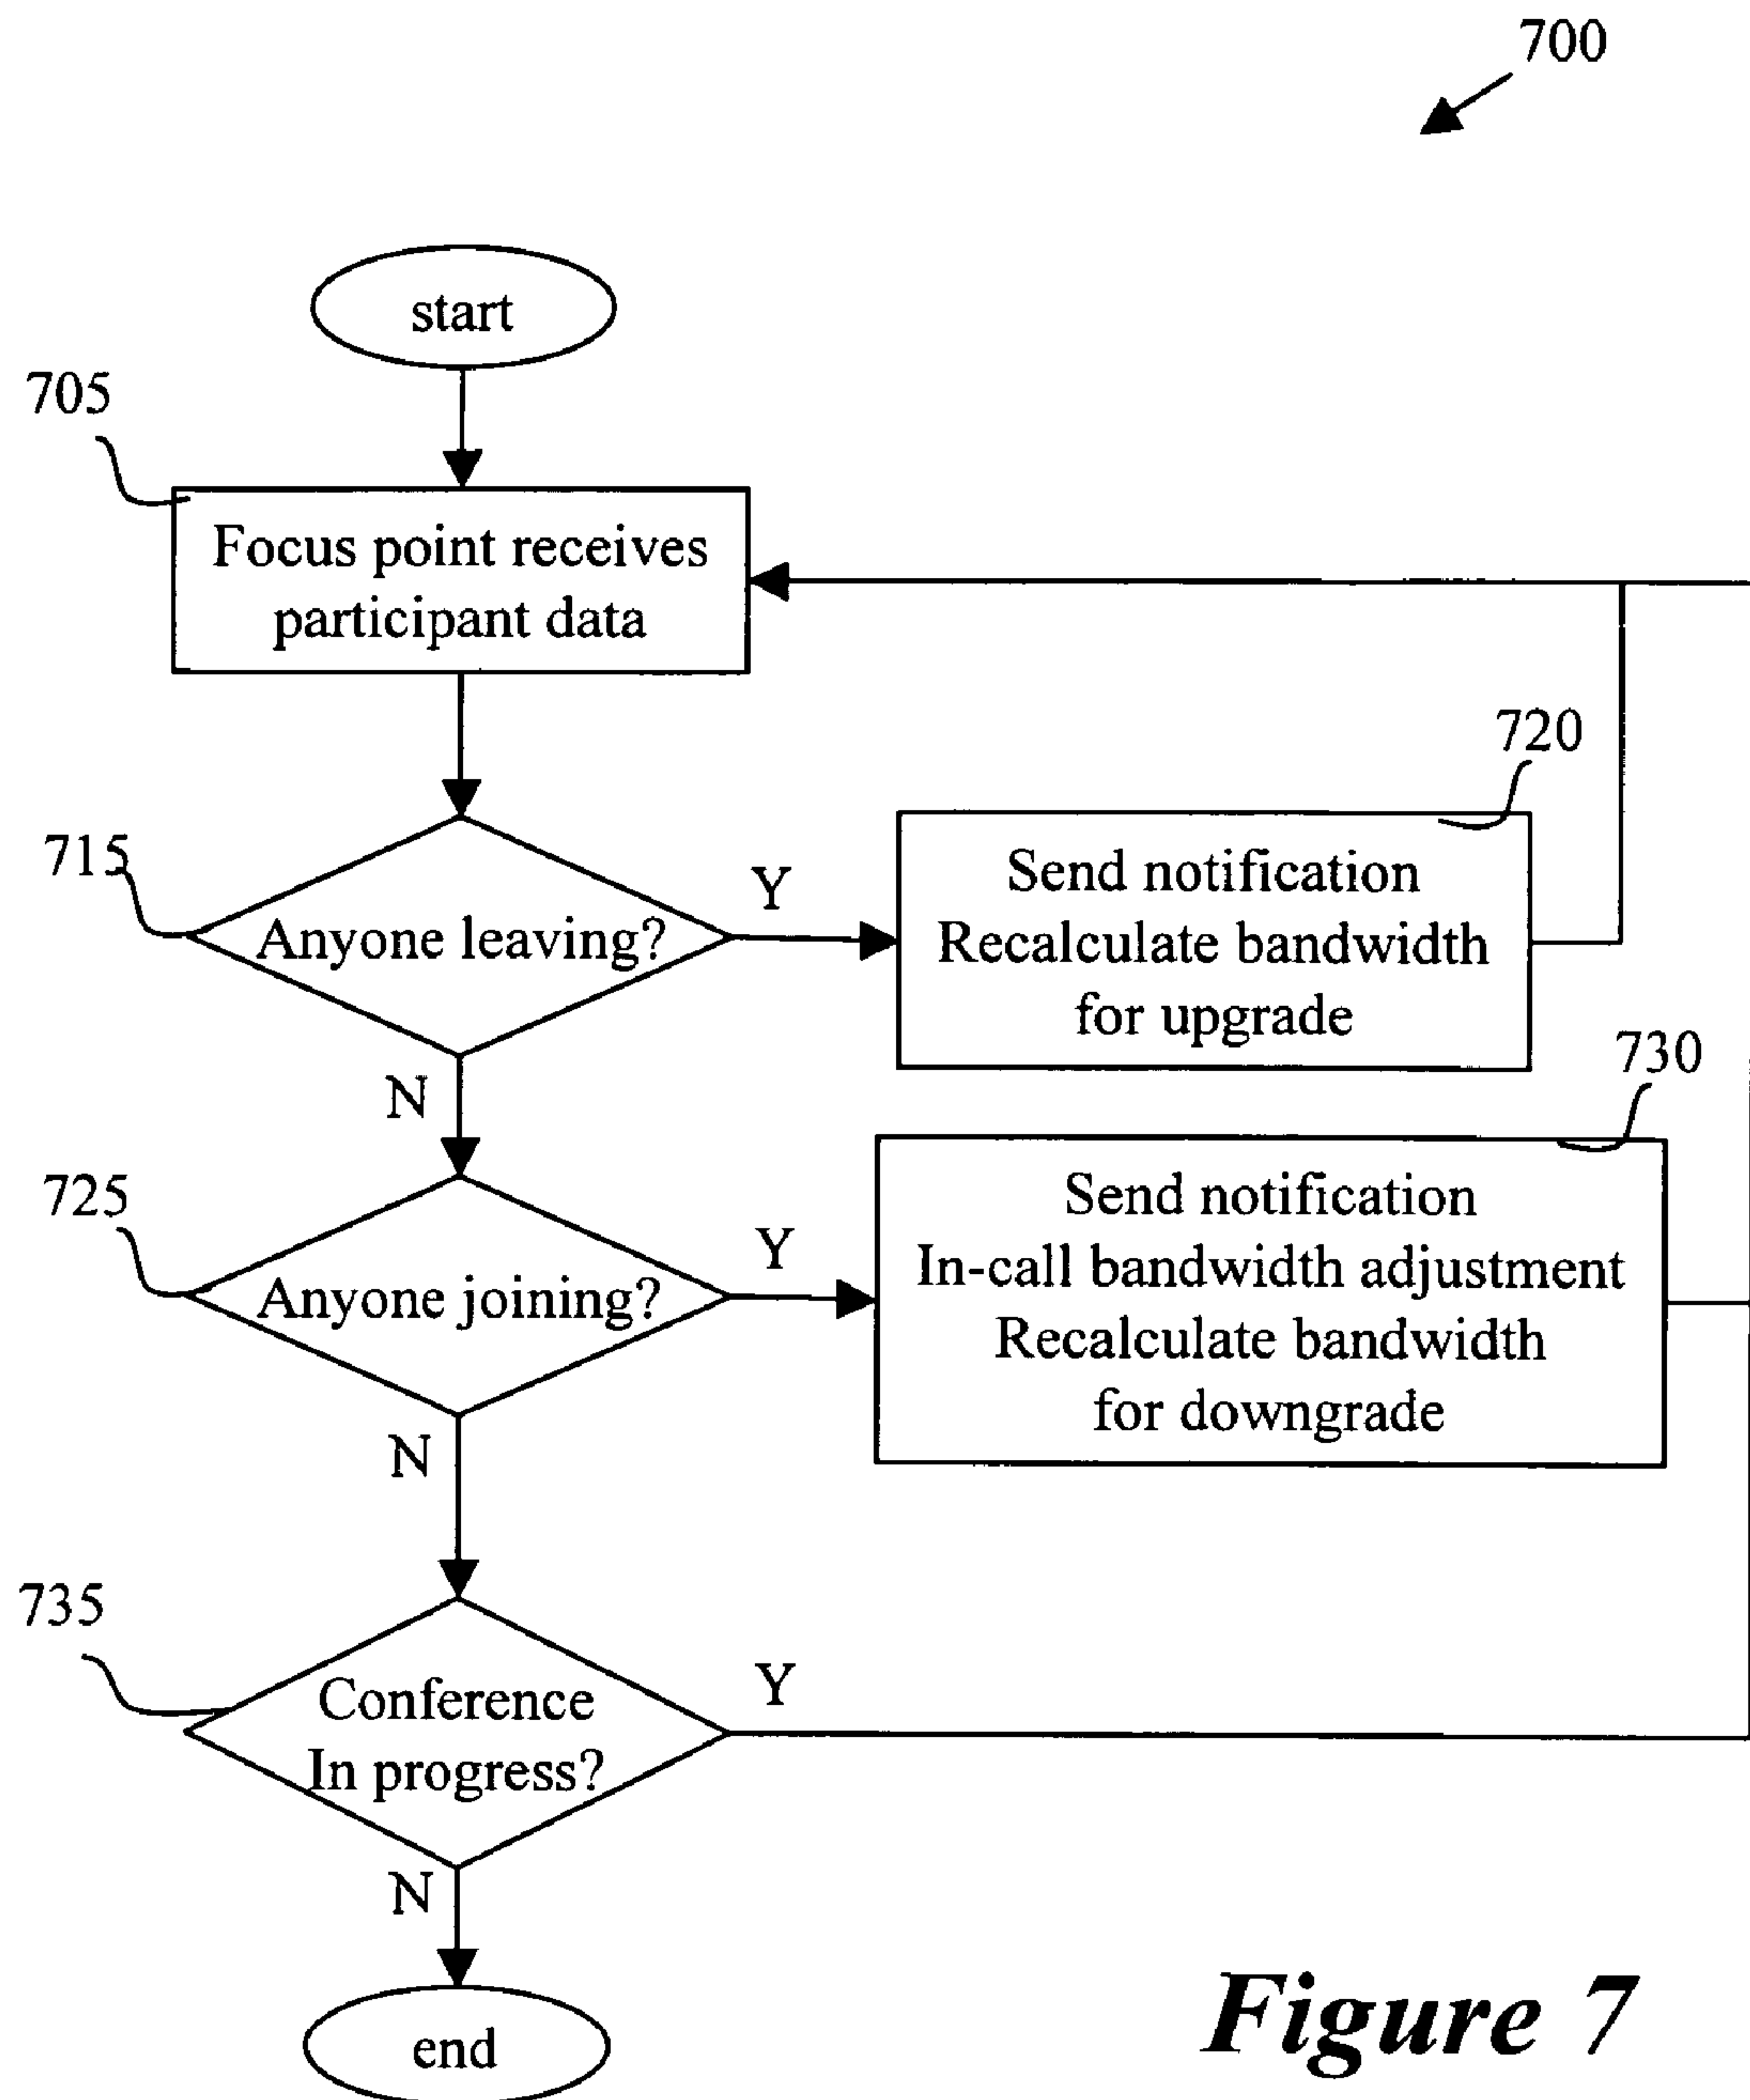 700
start
705
Focus point receives
participant data
720
715
Anyone leaving?
Y
Send notification
Recalculate bandwidth
for upgrade
N
730
725
Anyone joining?
Y
Send notification
In-call bandwidth adjustment
Recalculate bandwidth
for downgrade
N
735
Conference
In progress?
Y
N
end
Figure 7